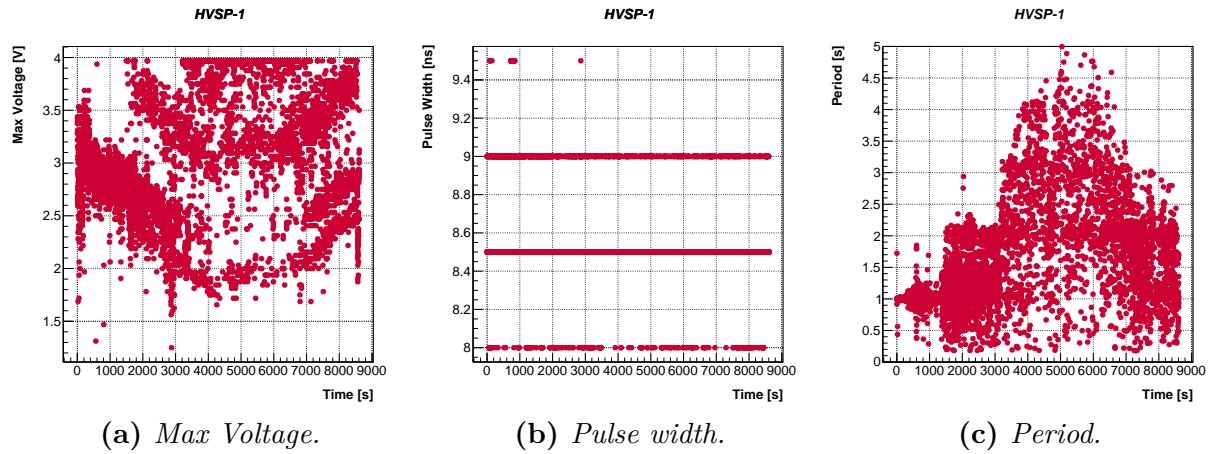 HVSP-1
Max Voltage [V]
4
3.5
3
2.5
2
1.5
0 1000 2000 3000 4000 5000 6000 7000 8000 9000
Time [s]
(a) Max Voltage.
HVSP-1
Pulse Width [ns]
9.4
9.2
9
8.8
8.6
8.4
8.2
8
0 1000 2000 3000 4000 5000 6000 7000 8000 9000
Time [s]
(b) Pulse width.
HVSP-1
Period [s]
5
4.5
4
3.5
3
2.5
2
1.5
1
0.5
0
0 1000 2000 3000 4000 5000 6000 7000 8000 9000
Time [s]
(c) Period.